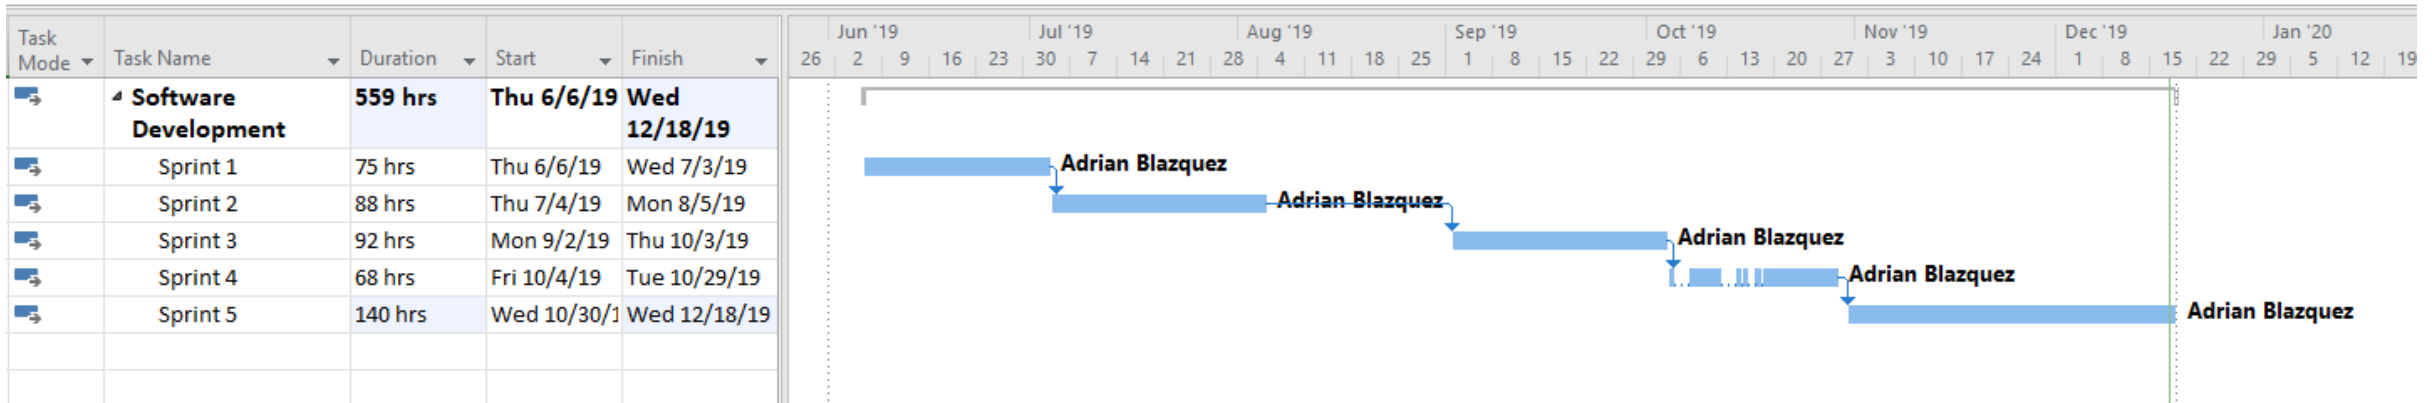 Task Mode Task Name Duration Start Finish
Jun '19 Jul '19 Aug '19 Sep '19 Oct '19 Nov '19 Dec '19 Jan '20
26 2 9 16 23 30 7 14 21 28 4 11 18 25 1 8 15 22 29 6 13 20 27 3 10 17 24 1 8 15 22 29 5 12 19
Software Development 559 hrs Thu 6/6/19 Wed 12/18/19
Sprint 1 75 hrs Thu 6/6/19 Wed 7/3/19 Adrian Blazquez
Sprint 2 88 hrs Thu 7/4/19 Mon 8/5/19 Adrian Blazquez
Sprint 3 92 hrs Mon 9/2/19 Thu 10/3/19 Adrian Blazquez
Sprint 4 68 hrs Fri 10/4/19 Tue 10/29/19 Adrian Blazquez
Sprint 5 140 hrs Wed 10/30/1 Wed 12/18/19 Adrian Blazquez